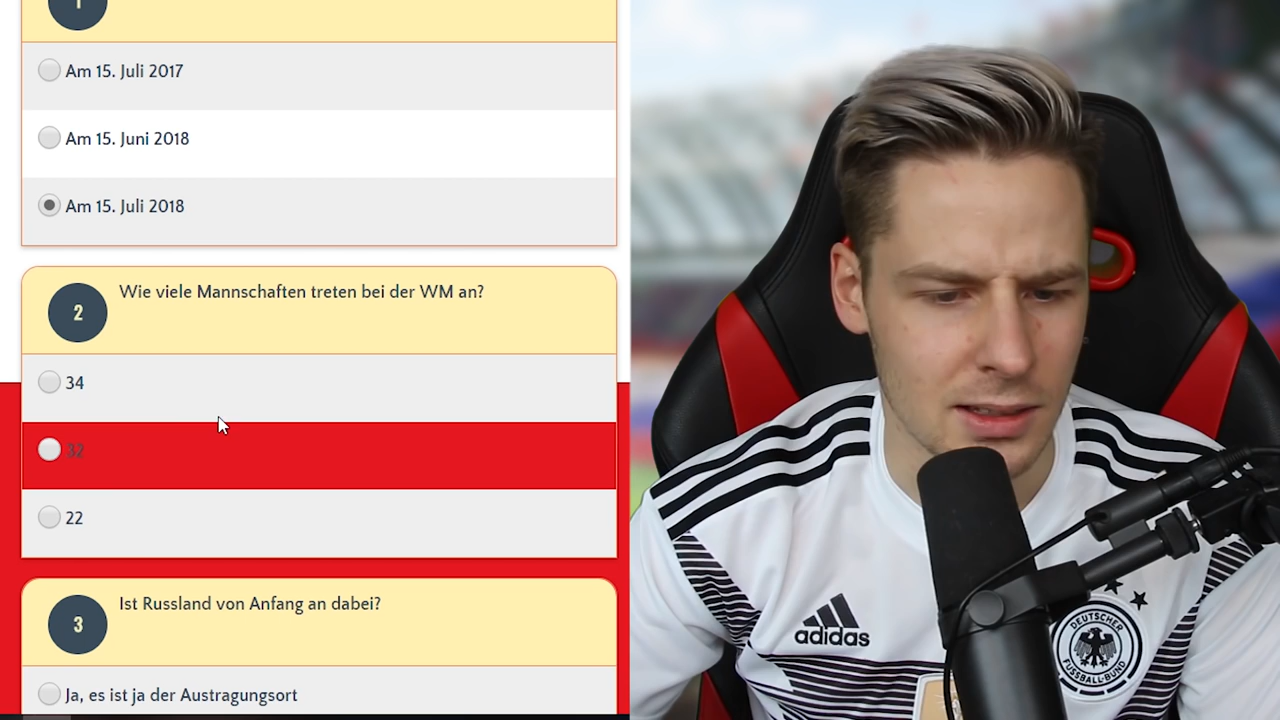 Am 15. Juli 2017
Am 15. Juni 2018
Am 15. Juli 2018
2
Wie viele Mannschaften treten bei der WM an?
34
32
22
3
Ist Russland von Anfang an dabei?
Ja, es ist ja der Austragungsort
adidas
DEUTSCHER
FUSSBALL-BUND